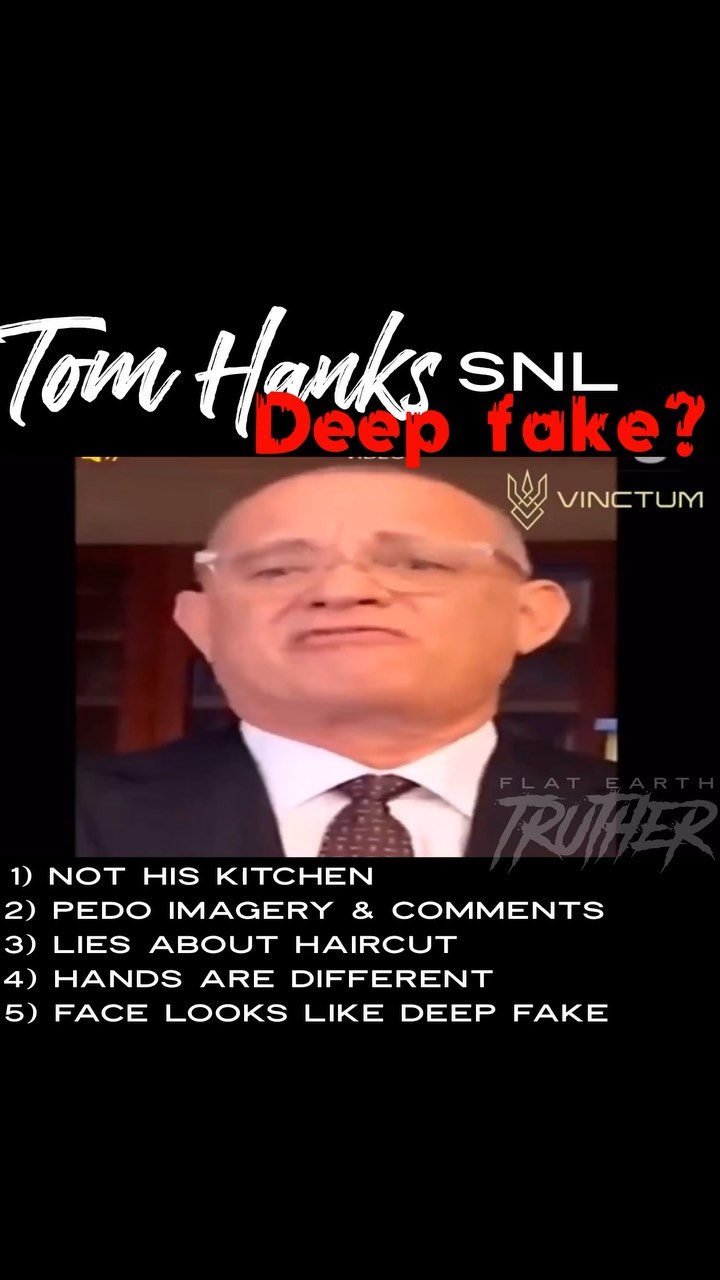 Tom Hanks SNL
Deep fake?
VINCTUM
FLAT EARTH
TRUTHER
1) NOT HIS KITCHEN
2) PEDO IMAGERY & COMMENTS
3) LIES ABOUT HAIRCUT
4) HANDS ARE DIFFERENT
5) FACE LOOKS LIKE DEEP FAKE